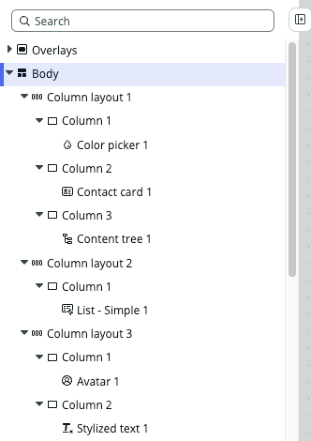 Search
Overlays
Body
Column layout 1
Column 1
Color picker 1
Column 2
Contact card 1
Column 3
Content tree 1
Column layout 2
Column 1
List - Simple 1
Column layout 3
Column 1
Avatar 1
Column 2
Stylized text 1